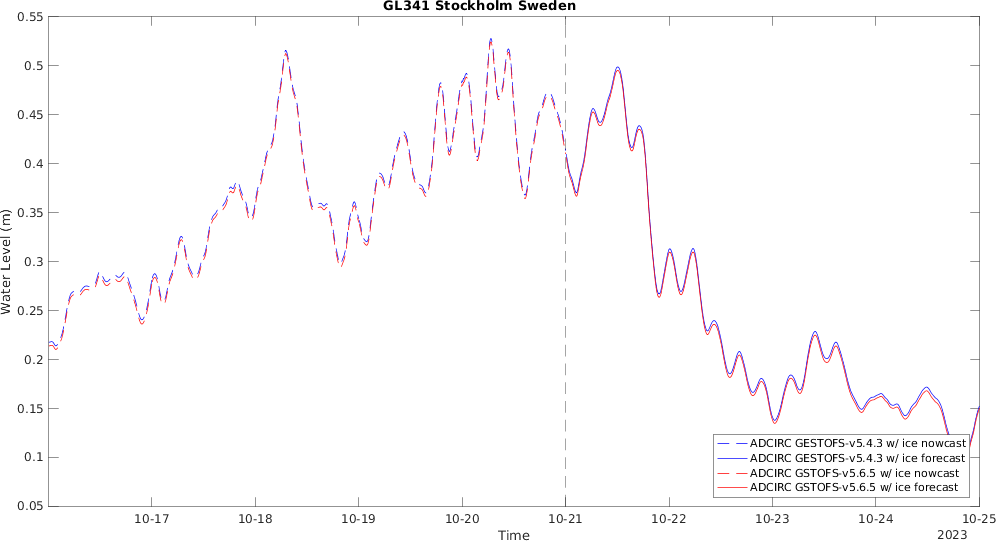 GL341 Stockholm Sweden
0.55
0.5
0.45
0.4
0.35
0.3
0.25
0.2
0.15
0.1
0.05
Water Level (m)
ADCIRC GESTOFS-v5.4.3 w/ ice nowcast
ADCIRC GESTOFS-v5.4.3 w/ ice forecast
ADCIRC GSTOFS-v5.6.5 w/ ice nowcast
ADCIRC GSTOFS-v5.6.5 w/ ice forecast
10-17 10-18 10-19 10-20 10-21 10-22 10-23 10-24 10-25
Time
2023